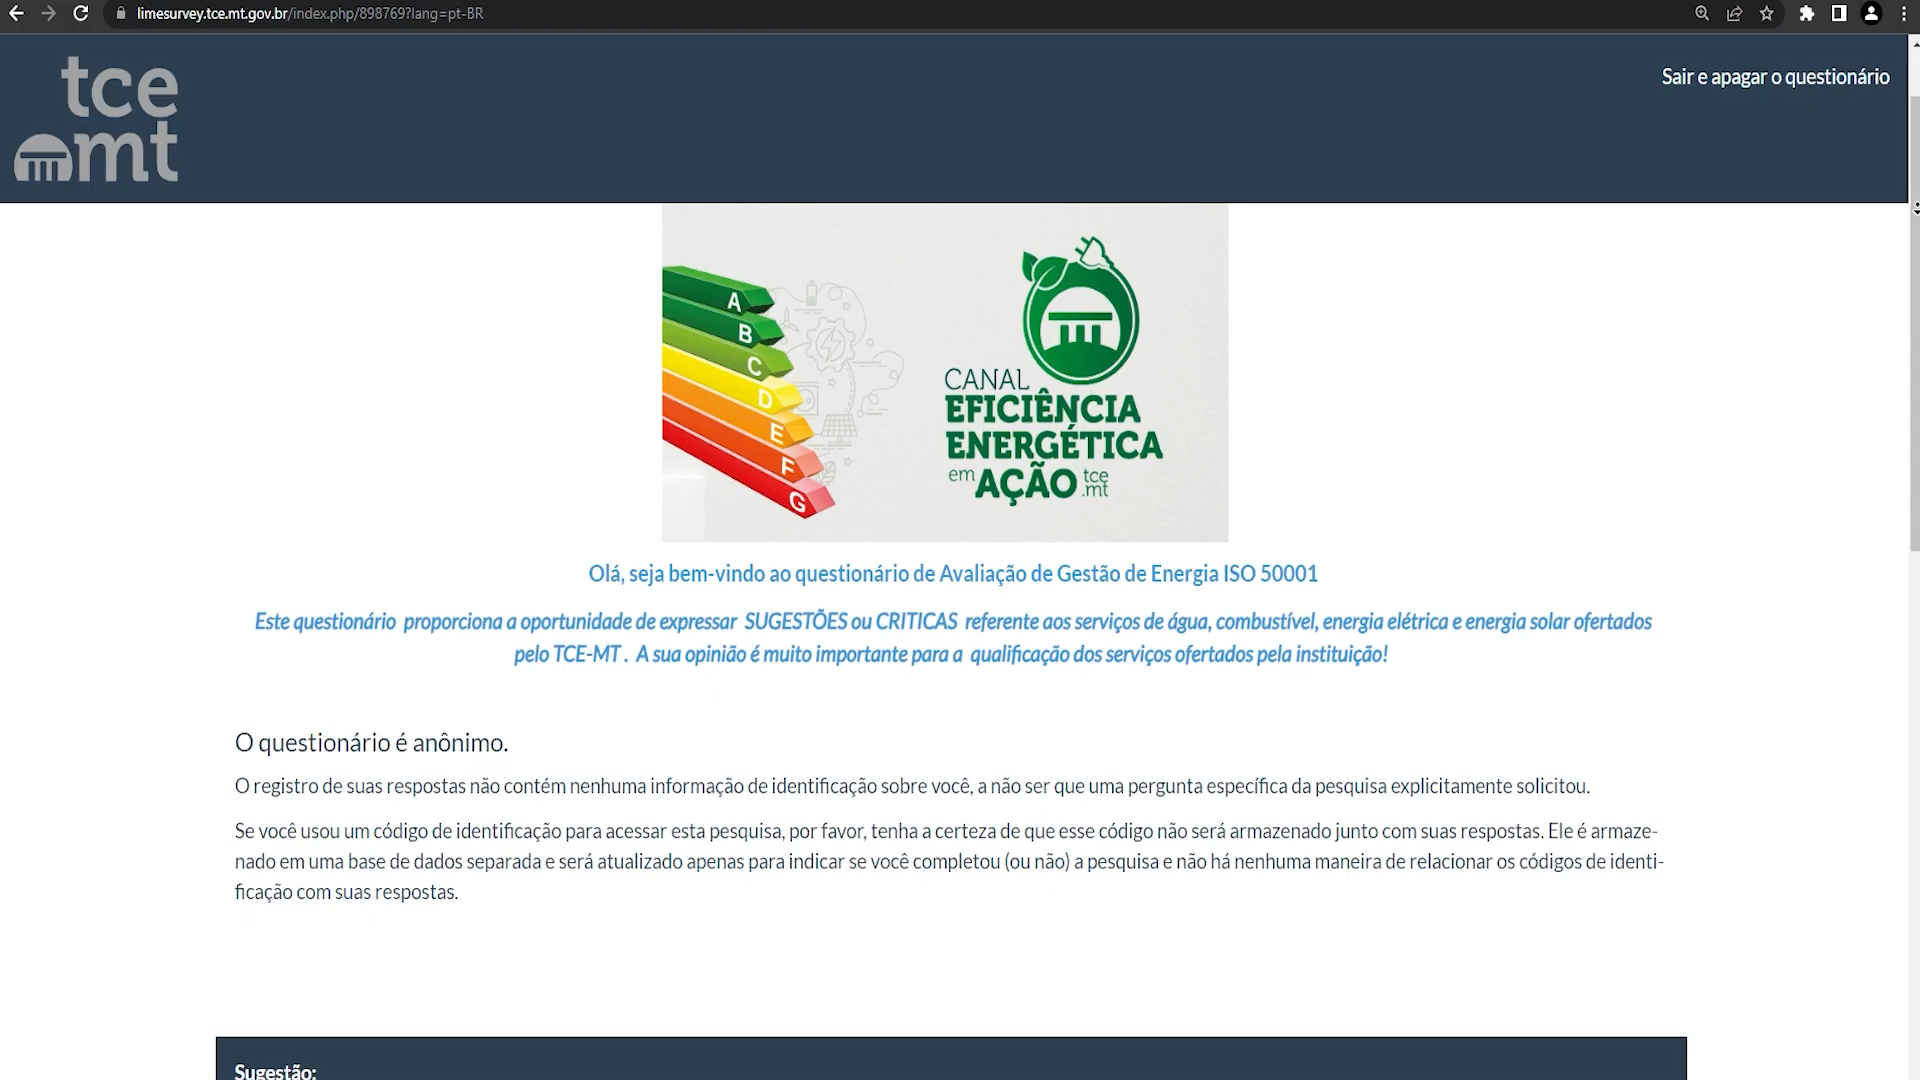 limesurvey.tce.mt.gov.br/index.php/898769?lang=pt-BR
tce
mt
Sair e apagar o questionário
A
B
C
D
E
F
G
CANAL
EFICIÊNCIA
ENERGÉTICA
em AÇÃO tce
.mt
Olá, seja bem-vindo ao questionário de Avaliação de Gestão de Energia ISO 50001
Este questionário proporciona a oportunidade de expressar SUGESTÕES ou CRITICAS referente aos serviços de água, combustível, energia elétrica e energia solar ofertados
pelo TCE-MT . A sua opinião é muito importante para a qualificação dos serviços ofertados pela instituição!
O questionário é anônimo.
O registro de suas respostas não contém nenhuma informação de identificação sobre você, a não ser que uma pergunta específica da pesquisa explicitamente solicitou.
Se você usou um código de identificação para acessar esta pesquisa, por favor, tenha a certeza de que esse código não será armazenado junto com suas respostas. Ele é armaze-
nado em uma base de dados separada e será atualizado apenas para indicar se você completou (ou não) a pesquisa e não há nenhuma maneira de relacionar os códigos de identi-
ficação com suas respostas.
Sugestão: